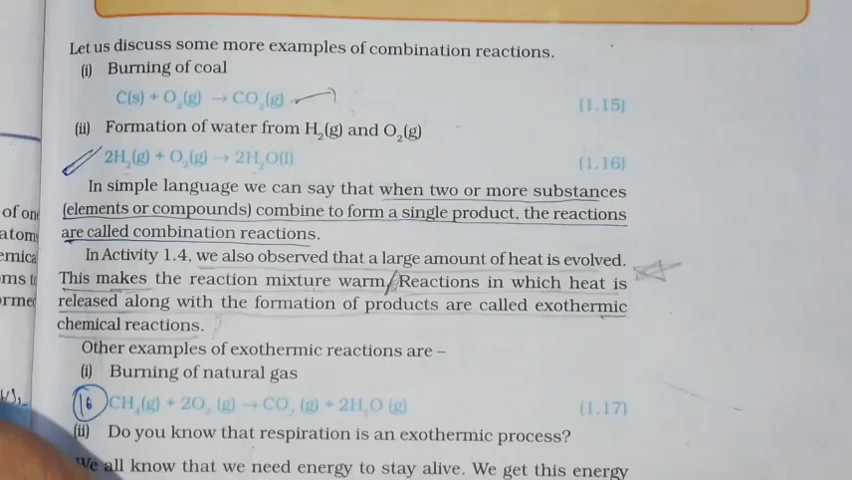 Let us discuss some more examples of combination reactions.
(i) Burning of coal
C(s) + O₂(g) → CO₂(g) (1.15)
(ii) Formation of water from H₂(g) and O₂(g)
2H₂(g) + O₂(g) → 2H₂O(l) (1.16)
In simple language we can say that when two or more substances
(elements or compounds) combine to form a single product, the reactions
are called combination reactions.
In Activity 1.4, we also observed that a large amount of heat is evolved.
This makes the reaction mixture warm. Reactions in which heat is
released along with the formation of products are called exothermic
chemical reactions.
Other examples of exothermic reactions are –
(i) Burning of natural gas
16 CH₄(g) + 2O₂ (g) → CO₂ (g) + 2H₂O (g) (1.17)
(ii) Do you know that respiration is an exothermic process?
We all know that we need energy to stay alive. We get this energy
of one
atoms